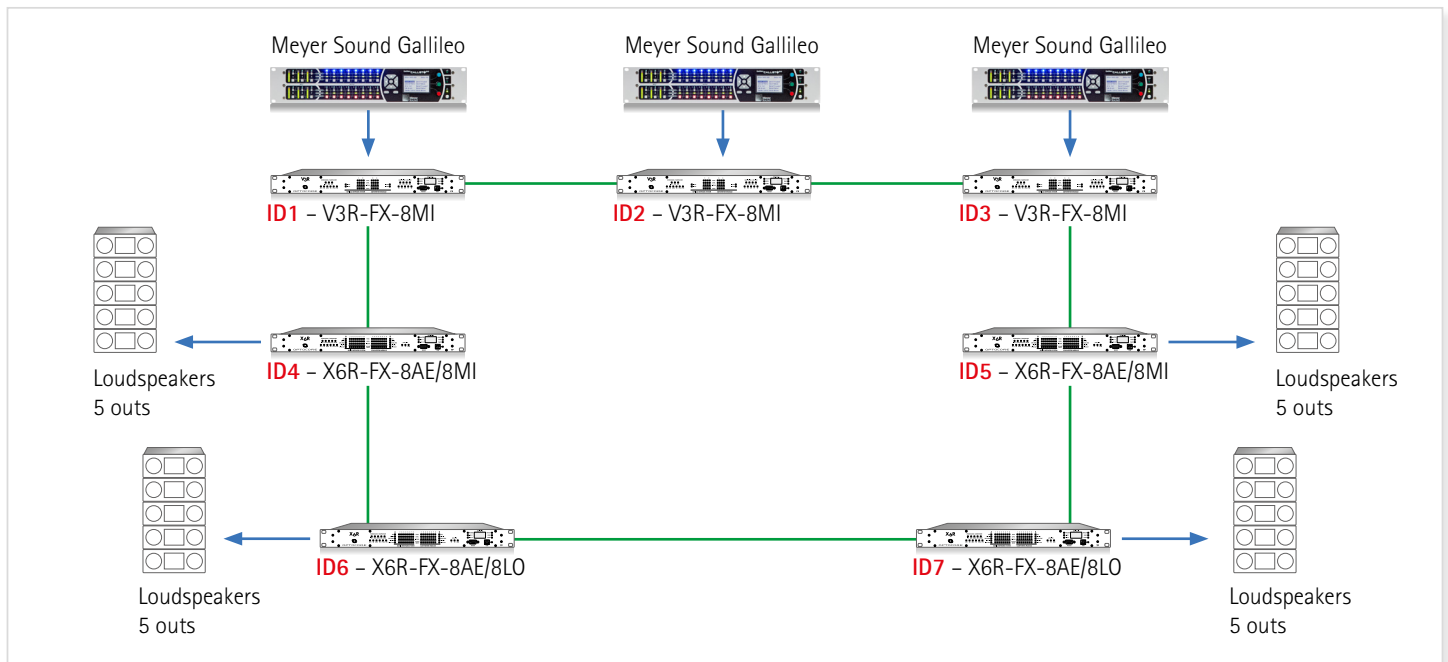 Meyer Sound Gallileo
Meyer Sound Gallileo
Meyer Sound Gallileo
ID1 – V3R-FX-8MI
ID2 – V3R-FX-8MI
ID3 – V3R-FX-8MI
ID4 – X6R-FX-8AE/8MI
ID5 – X6R-FX-8AE/8MI
Loudspeakers
5 outs
Loudspeakers
5 outs
ID6 – X6R-FX-8AE/8LO
ID7 – X6R-FX-8AE/8LO
Loudspeakers
5 outs
Loudspeakers
5 outs